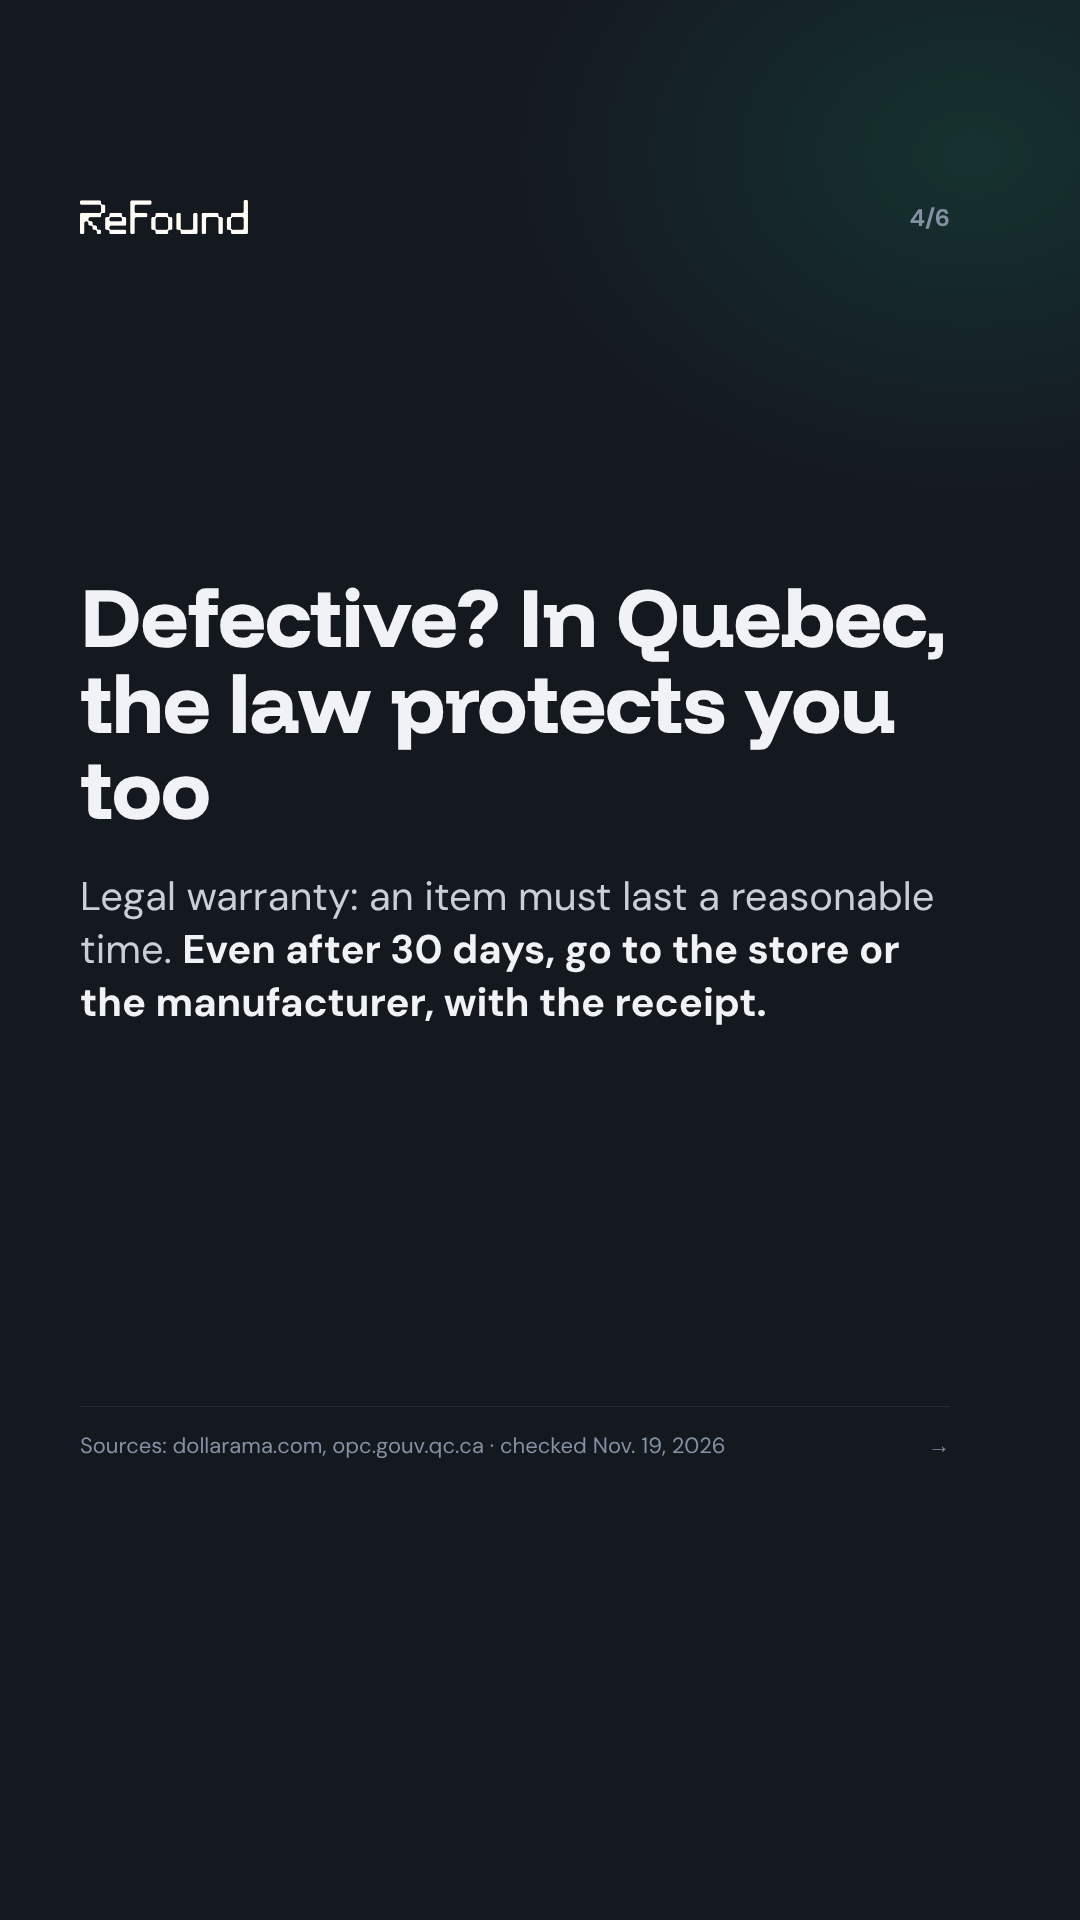 ReFound
4/6
Defective? In Quebec,
the law protects you
too
Legal warranty: an item must last a reasonable
time. Even after 30 days, go to the store or
the manufacturer, with the receipt.
Sources: dollarama.com, opc.gouv.qc.ca · checked Nov. 19, 2026 →